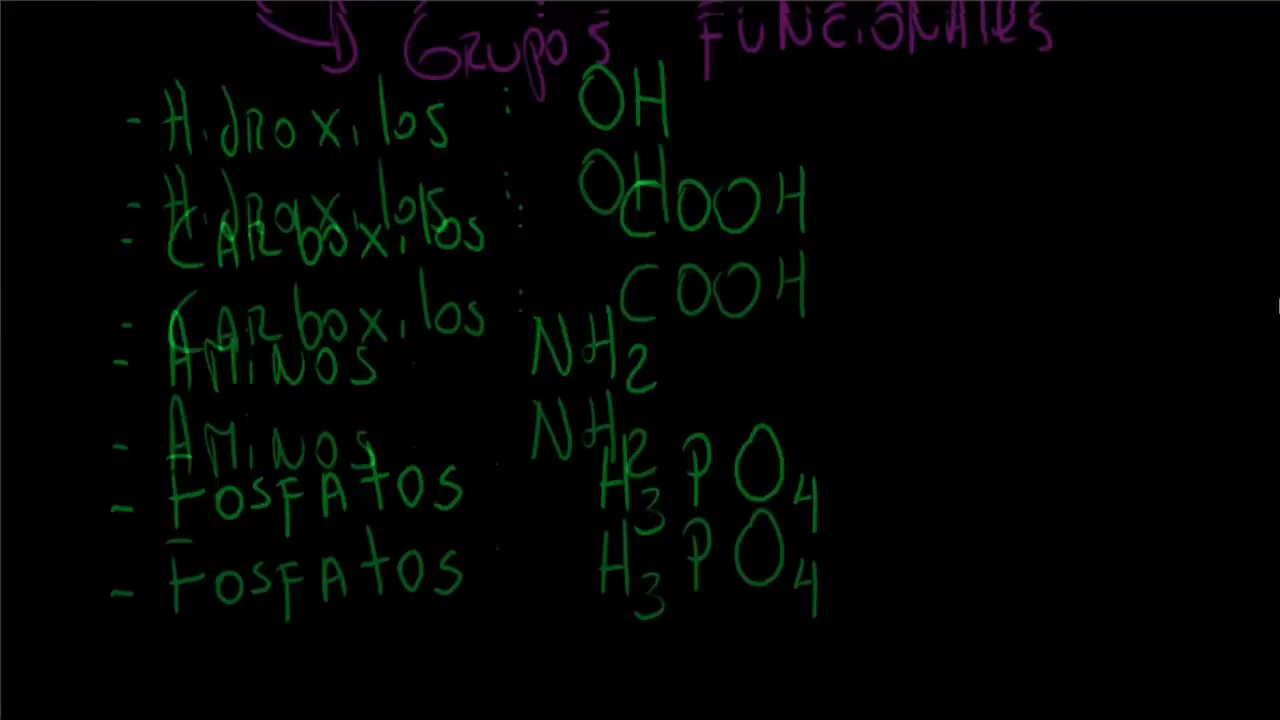 Grupos Funcionales
- Hidroxilos : OH
- Hidroxilos : OH
- Carboxilos : COOH
- Carboxilos : COOH
- Aminos NH2
- Aminos NH2
- Fosfatos H3PO4
- Fosfatos H3PO4